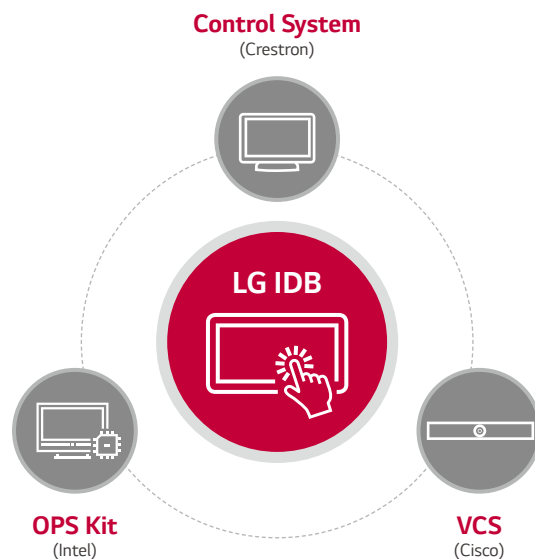 Control System
(Crestron)
LG IDB
OPS Kit
(Intel)
VCS
(Cisco)